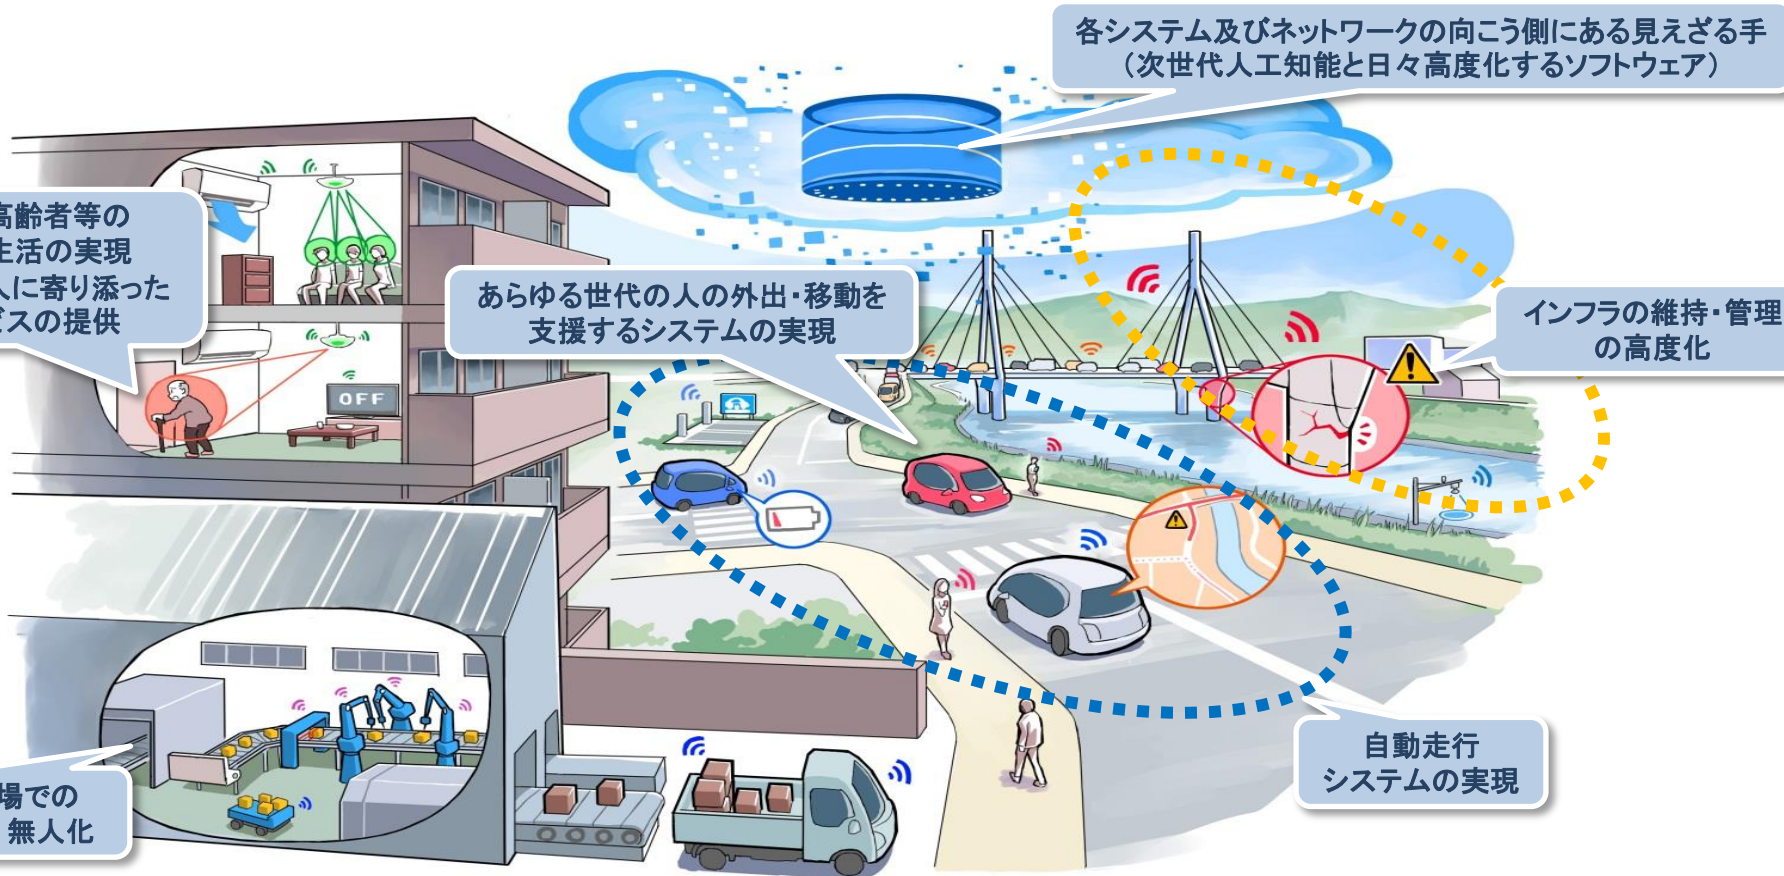 各システム及びネットワークの向こう側にある見えざる手
（次世代人工知能と日々高度化するソフトウェア）
高齢者等の
生活の実現
人に寄り添った
ビスの提供
あらゆる世代の人の外出・移動を
支援するシステムの実現
インフラの維持・管理
の高度化
OFF
自動走行
システムの実現
場での
無人化